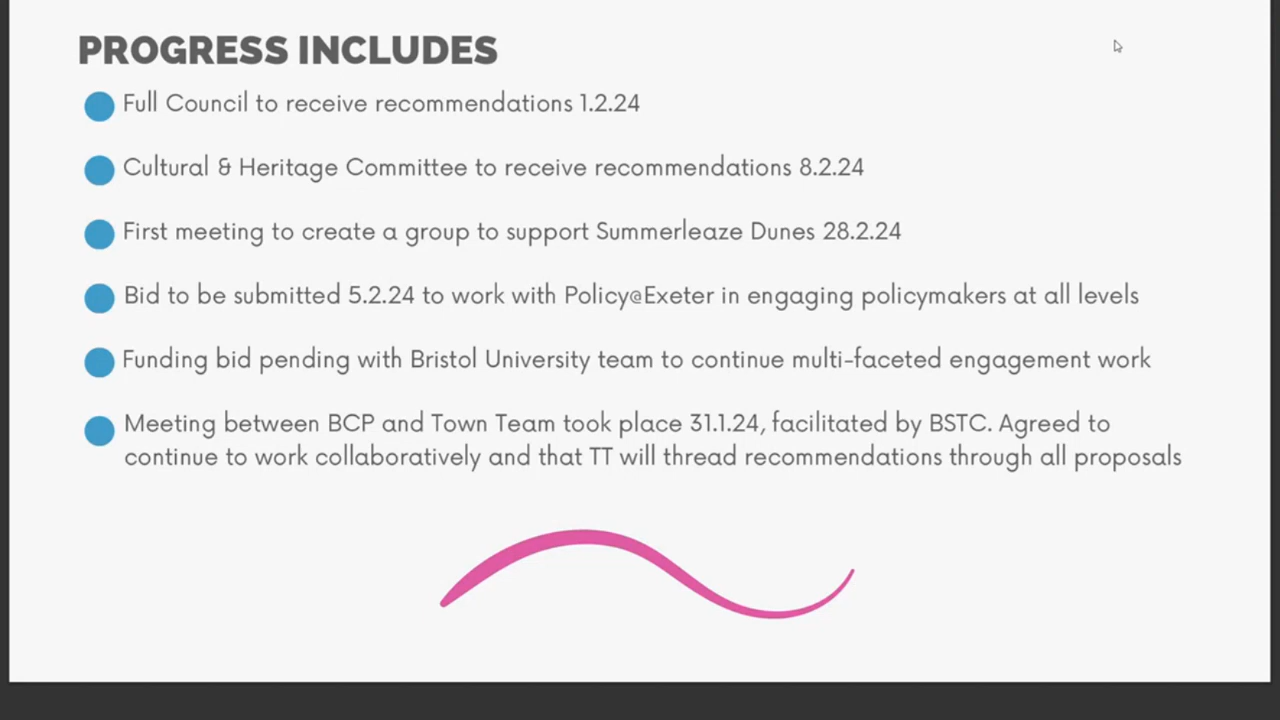 PROGRESS INCLUDES
Full Council to receive recommendations 1.2.24
Cultural & Heritage Committee to receive recommendations 8.2.24
First meeting to create a group to support Summerleaze Dunes 28.2.24
Bid to be submitted 5.2.24 to work with Policy@Exeter in engaging policymakers at all levels
Funding bid pending with Bristol University team to continue multi-faceted engagement work
Meeting between BCP and Town Team took place 31.1.24, facilitated by BSTC. Agreed to
continue to work collaboratively and that TT will thread recommendations through all proposals